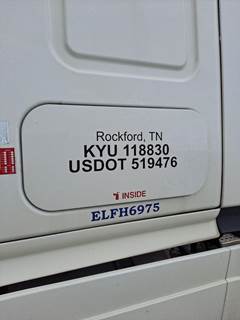 Rockford, TN
KYU 118830
USDOT 519476
INSIDE
ELFH6975